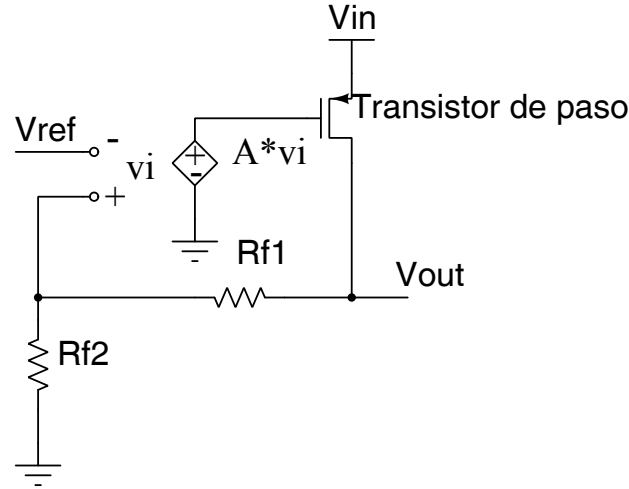 Vin
Transistor de paso
Vref
-
vi
+
+
-
A*vi
Rf1
Vout
Rf2